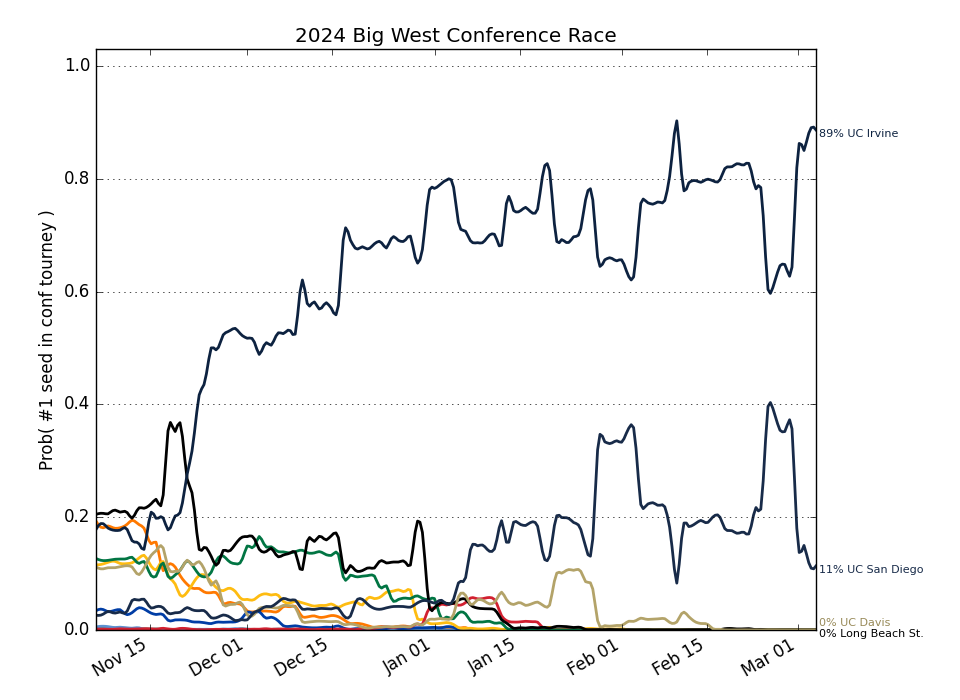 2024 Big West Conference Race
Prob( #1 seed in conf tourney )
1.0
0.8
0.6
0.4
0.2
0.0
Nov 15
Dec 01
Dec 15
Jan 01
Jan 15
Feb 01
Feb 15
Mar 01
89% UC Irvine
11% UC San Diego
0% UC Davis
0% Long Beach St.